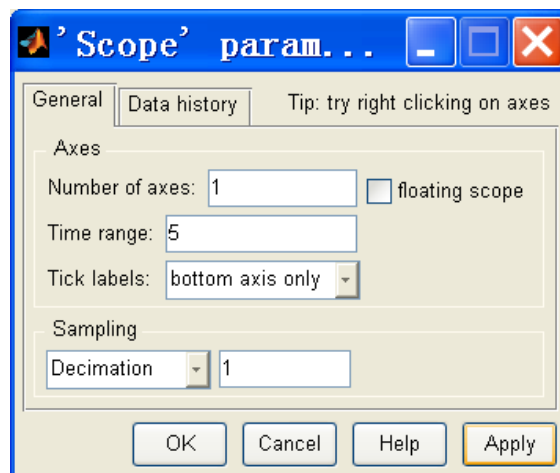 'Scope' param...
General Data history Tip: try right clicking on axes
Axes
Number of axes: 1 floating scope
Time range: 5
Tick labels: bottom axis only
Sampling
Decimation 1
OK Cancel Help Apply